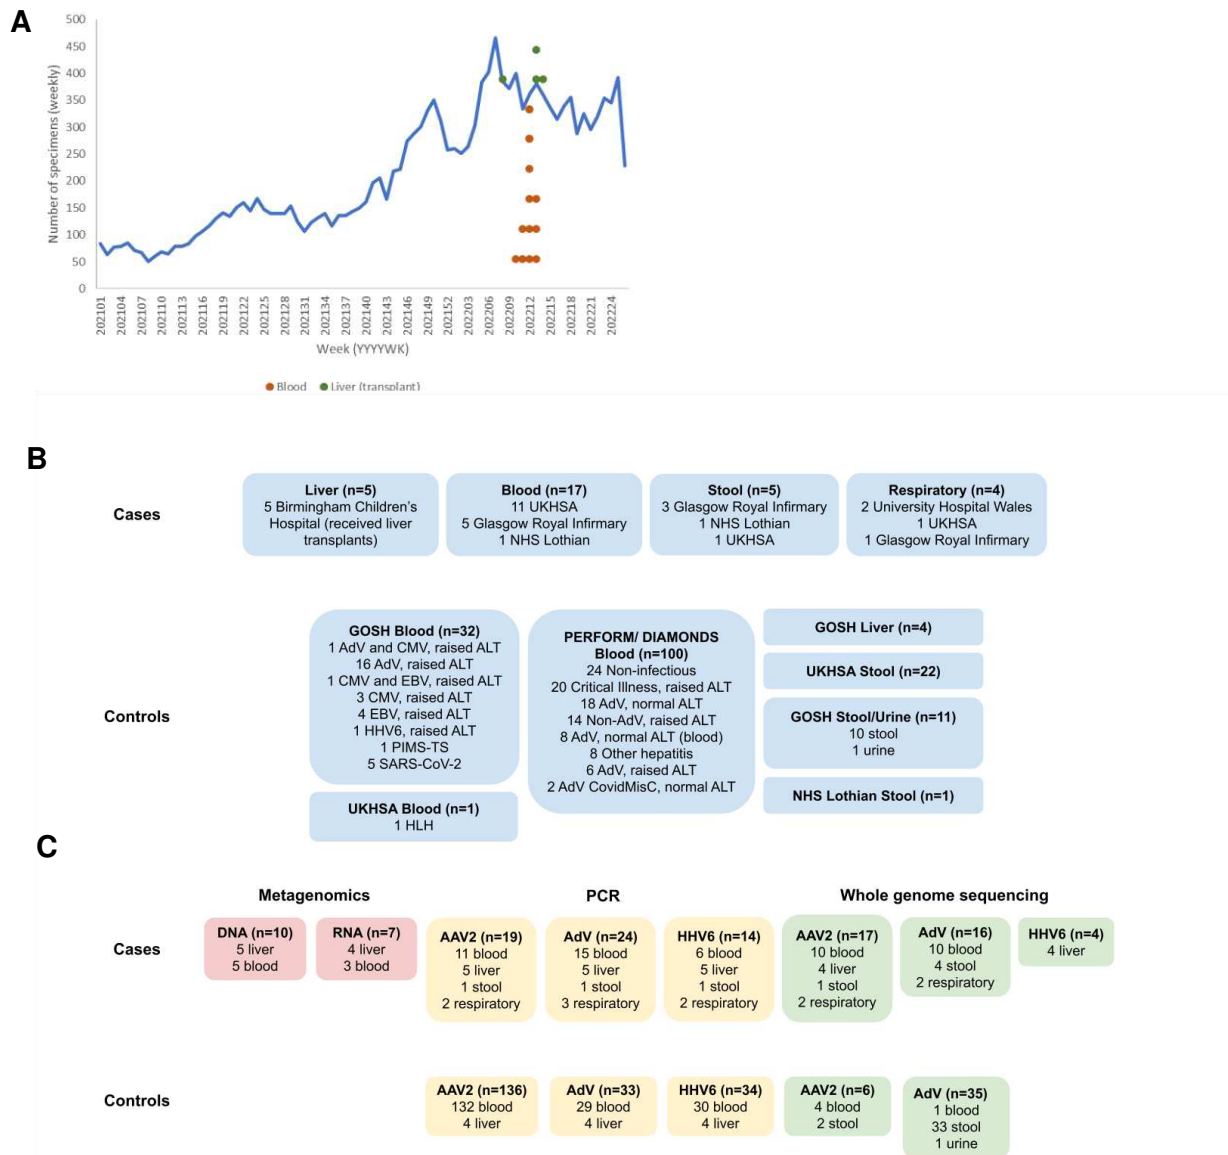 A
500
450
400
350
300
250
200
150
100
50
0
Number of specimens (weekly)
202101
202104
202107
202110
202113
202116
202119
202122
202125
202128
202131
202134
202137
202140
202143
202146
202149
202152
202203
202206
202209
202212
202215
202218
202221
202224
Week (YYYYWK)
Blood
Liver (transplant)
B
Cases
Liver (n=5)
5 Birmingham Children's
Hospital (received liver
transplants)
Blood (n=17)
11 UKHSA
5 Glasgow Royal Infirmary
1 NHS Lothian
Stool (n=5)
3 Glasgow Royal Infirmary
1 NHS Lothian
1 UKHSA
Respiratory (n=4)
2 University Hospital Wales
1 UKHSA
1 Glasgow Royal Infirmary
Controls
GOSH Blood (n=32)
1 AdV and CMV, raised ALT
16 AdV, raised ALT
1 CMV and EBV, raised ALT
3 CMV, raised ALT
4 EBV, raised ALT
1 HHV6, raised ALT
1 PIMS-TS
5 SARS-CoV-2
UKHSA Blood (n=1)
1 HLH
PERFORM/ DIAMONDS
Blood (n=100)
24 Non-infectious
20 Critical Illness, raised ALT
18 AdV, normal ALT
14 Non-AdV, raised ALT
8 AdV, normal ALT (blood)
8 Other hepatitis
6 AdV, raised ALT
2 AdV CovidMisC, normal ALT
GOSH Liver (n=4)
UKHSA Stool (n=22)
GOSH Stool/Urine (n=11)
10 stool
1 urine
NHS Lothian Stool (n=1)
C
Metagenomics
PCR
Whole genome sequencing
Cases
DNA (n=10)
5 liver
5 blood
RNA (n=7)
4 liver
3 blood
AAV2 (n=19)
11 blood
5 liver
1 stool
2 respiratory
AdV (n=24)
15 blood
5 liver
1 stool
3 respiratory
HHV6 (n=14)
6 blood
5 liver
1 stool
2 respiratory
AAV2 (n=17)
10 blood
4 liver
1 stool
2 respiratory
AdV (n=16)
10 blood
4 stool
2 respiratory
HHV6 (n=4)
4 liver
Controls
AAV2 (n=136)
132 blood
4 liver
AdV (n=33)
29 blood
4 liver
HHV6 (n=34)
30 blood
4 liver
AAV2 (n=6)
4 blood
2 stool
AdV (n=35)
1 blood
33 stool
1 urine